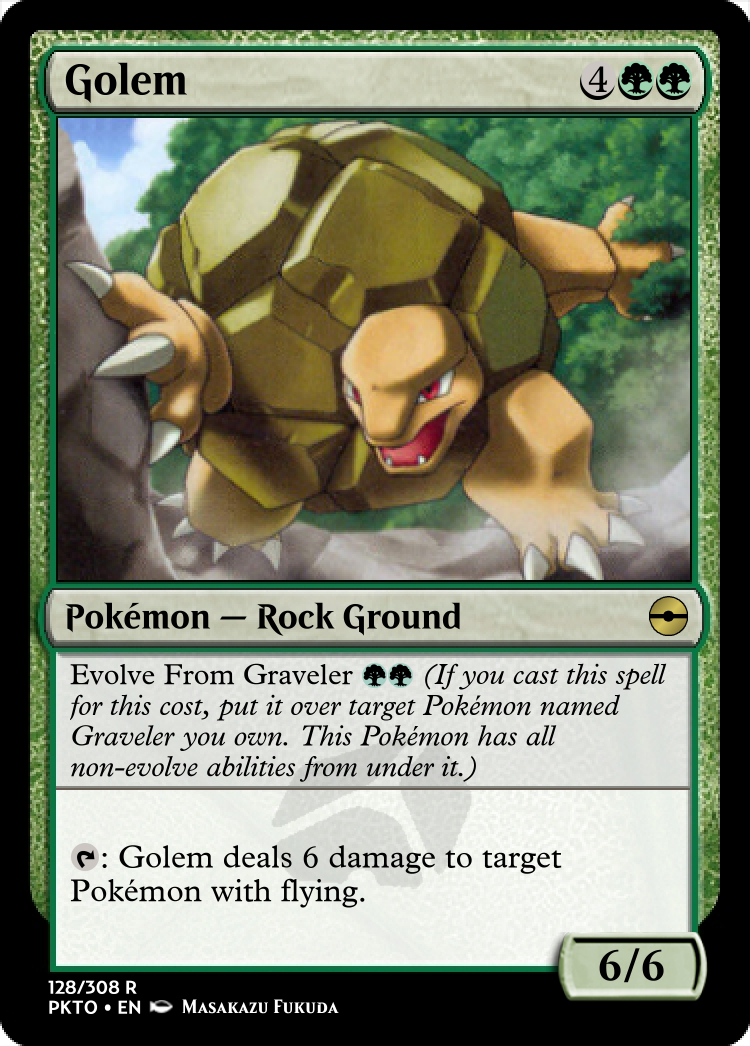 Golem 4
Pokémon — Rock Ground
Evolve From Graveler (If you cast this spell
for this cost, put it over target Pokémon named
Graveler you own. This Pokémon has all
non-evolve abilities from under it.)
: Golem deals 6 damage to target
Pokémon with flying.
6/6
128/308 R
PKTO • EN Masakazu Fukuda